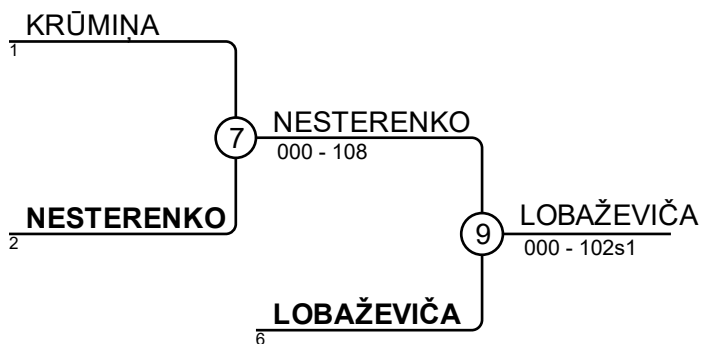 KRŪMIŅA
1
7
NESTERENKO
000 - 108
NESTERENKO
2
9
LOBAŽEVIČA
000 - 102s1
LOBAŽEVIČA
6